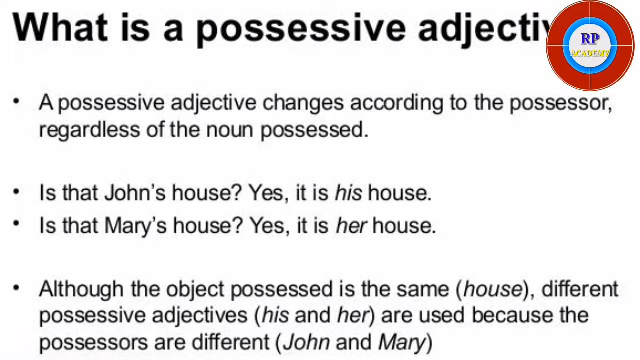 What is a possessive adjectiv
RP
ACADEMY
• A possessive adjective changes according to the possessor,
regardless of the noun possessed.
• Is that John's house? Yes, it is his house.
• Is that Mary's house? Yes, it is her house.
• Although the object possessed is the same (house), different
possessive adjectives (his and her) are used because the
possessors are different (John and Mary)